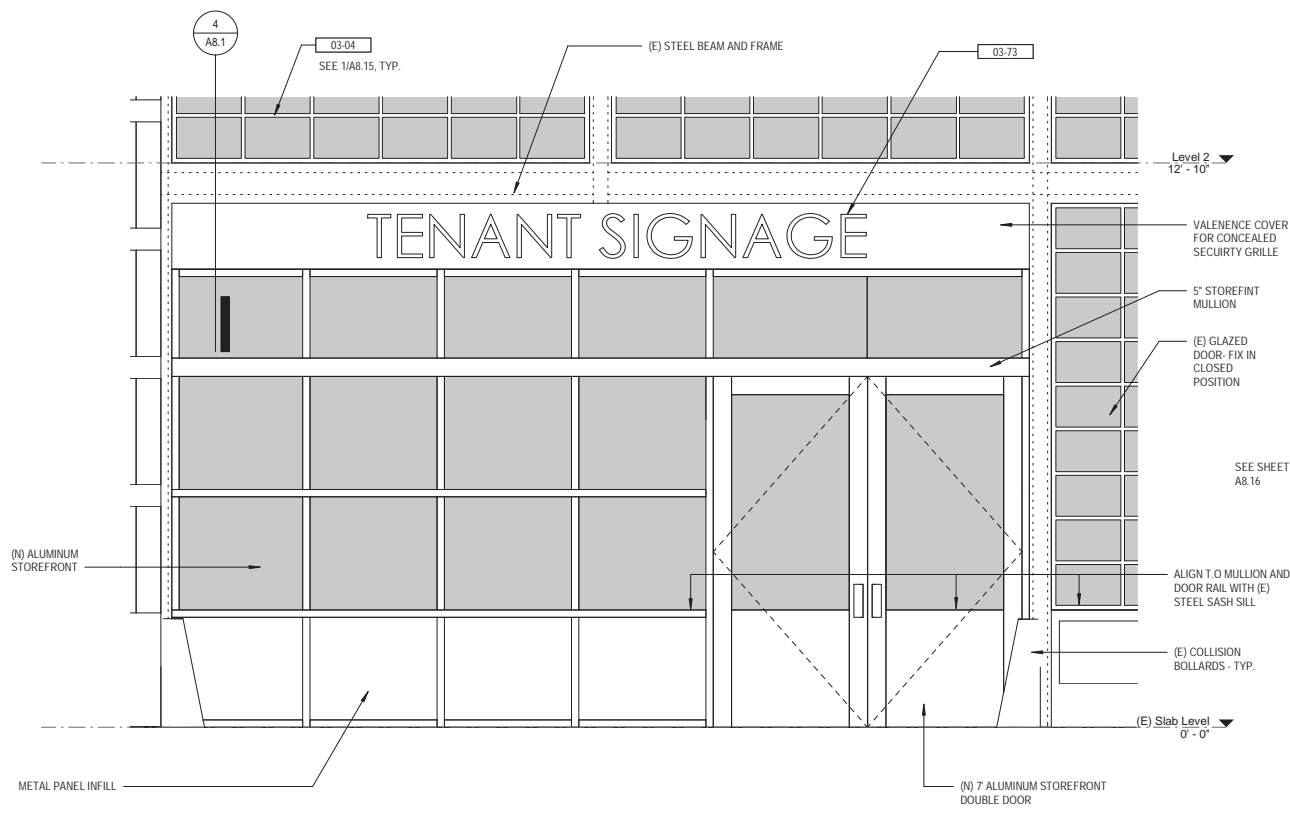 4
A8.1
03-04
SEE 1/A8.15, TYP.
(E) STEEL BEAM AND FRAME
03-73
Level 2
12' - 10"
TENANT SIGNAGE
VALENENCE COVER
FOR CONCEALED
SECUIRTY GRILLE
5" STOREFINT
MULLION
(E) GLAZED
DOOR- FIX IN
CLOSED
POSITION
SEE SHEET
A8.16
(N) ALUMINUM
STOREFRONT
ALIGN T.O MULLION AND
DOOR RAIL WITH (E)
STEEL SASH SILL
(E) COLLISION
BOLLARDS - TYP.
(E) Slab Level
0' - 0"
METAL PANEL INFILL
(N) 7' ALUMINUM STOREFRONT
DOUBLE DOOR